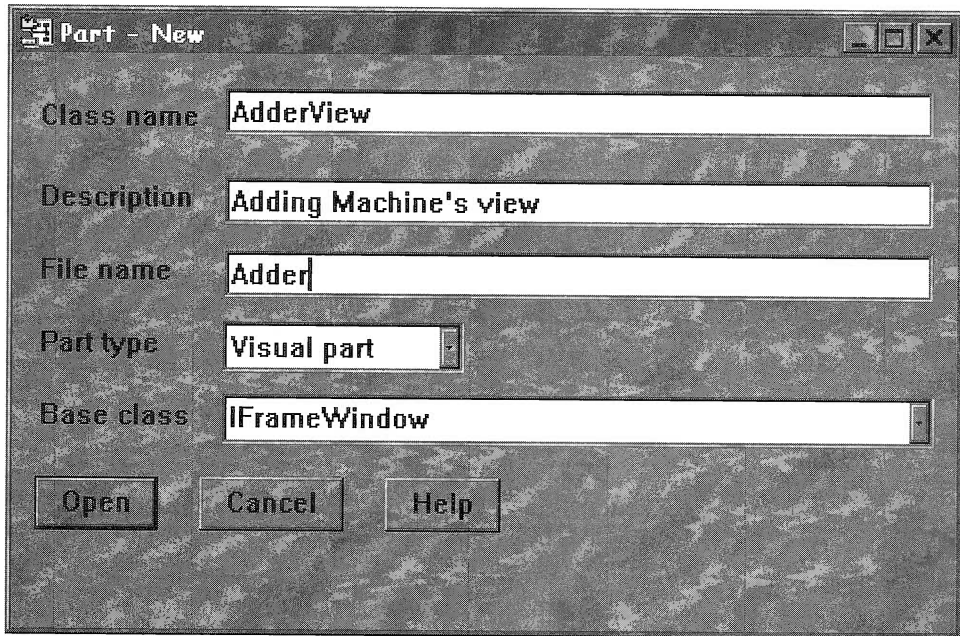 Part - New
Class name AdderView
Description Adding Machine's view
File name Adder
Part type Visual part
Base class IFrameWindow
Open Cancel Help